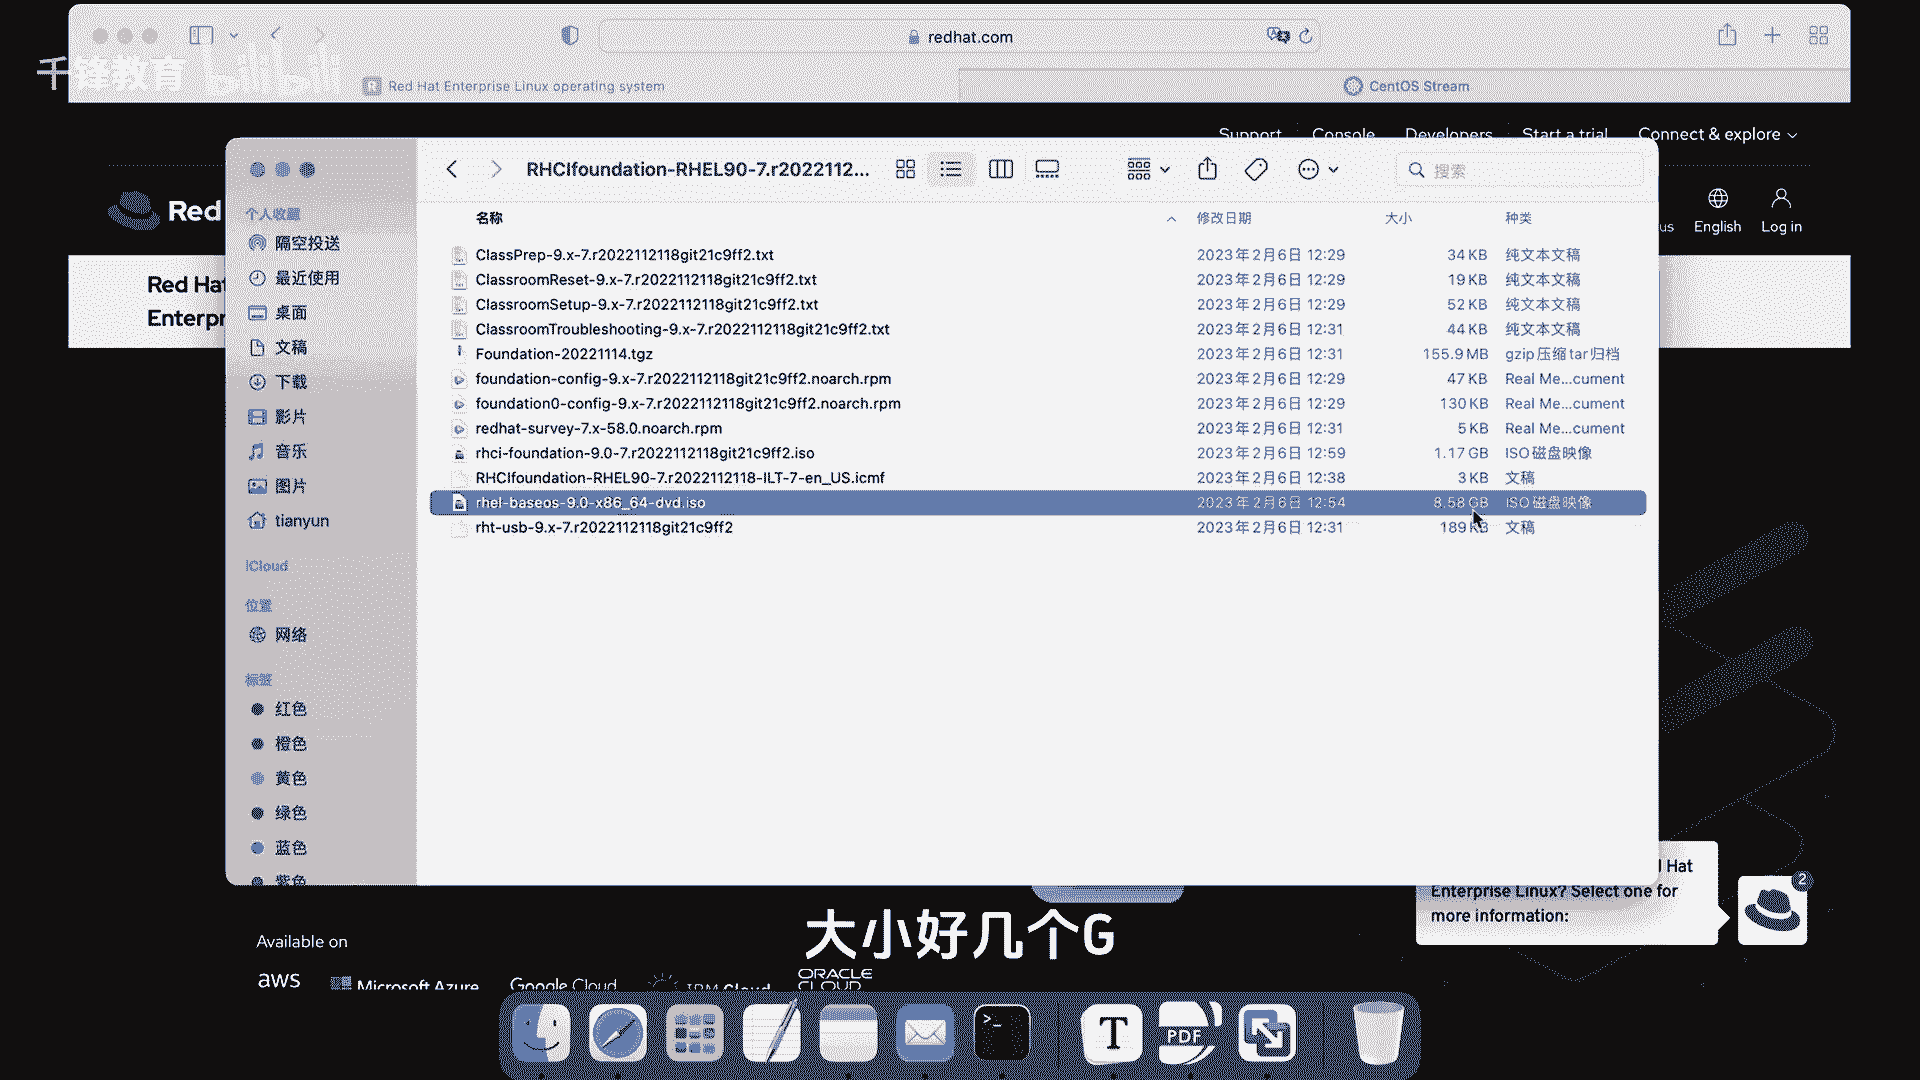 redhat.com
千锋教育 bilibili
Red Hat Enterprise Linux operating system
CentOS Stream
Support Console Developers Start a trial Connect & explore
RHCIfoundation-RHEL90-7.r2022112...
搜索
Red
us English Log in
个人收藏
隔空投送
最近使用
桌面
文稿
下载
影片
音乐
图片
tianyun
iCloud
位置
网络
标签
红色
橙色
黄色
绿色
蓝色
紫色
名称 修改日期 大小 种类
ClassPrep-9.x-7.r2022112118git21c9ff2.txt 2023年2月6日 12:29 34 KB 纯文本文稿
ClassroomReset-9.x-7.r2022112118git21c9ff2.txt 2023年2月6日 12:29 19 KB 纯文本文稿
ClassroomSetup-9.x-7.r2022112118git21c9ff2.txt 2023年2月6日 12:29 52 KB 纯文本文稿
ClassroomTroubleshooting-9.x-7.r2022112118git21c9ff2.txt 2023年2月6日 12:31 44 KB 纯文本文稿
Foundation-20221114.tgz 2023年2月6日 12:31 155.9 MB gzip压缩tar归档
foundation-config-9.x-7.r2022112118git21c9ff2.noarch.rpm 2023年2月6日 12:29 47 KB Real Me...cument
foundation0-config-9.x-7.r2022112118git21c9ff2.noarch.rpm 2023年2月6日 12:29 130 KB Real Me...cument
redhat-survey-7.x-58.0.noarch.rpm 2023年2月6日 12:31 5 KB Real Me...cument
rhci-foundation-9.0-7.r2022112118git21c9ff2.iso 2023年2月6日 12:59 1.17 GB ISO磁盘映像
RHCIfoundation-RHEL90-7.r2022112118-ILT-7-en_US.icmf 2023年2月6日 12:38 3 KB 文稿
rhel-baseos-9.0-x86_64-dvd.iso 2023年2月6日 12:54 8.58 GB ISO磁盘映像
rht-usb-9.x-7.r2022112118git21c9ff2 2023年2月6日 12:31 189 KB 文稿
Red Hat
Enterpr
Hat
Enterprise Linux? Select one for
more information:
2
Available on
aws Microsoft Azure Google Cloud IBM Cloud ORACLE CLOUD
大小好几个G
T PDF